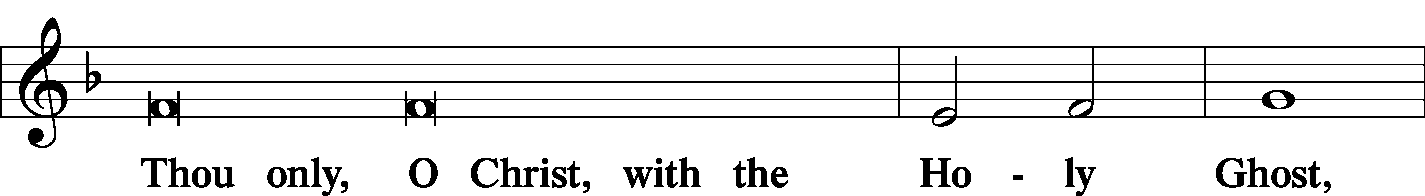 Thou only, O Christ, with the Ho - ly Ghost,